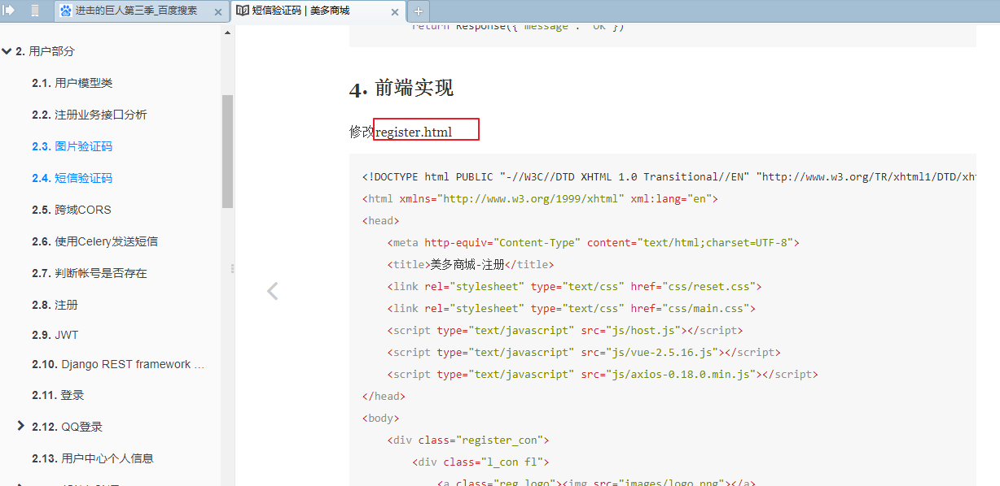 进击的巨人第三季_百度搜索
短信验证码 | 美多商城
2. 用户部分
2.1. 用户模型类
2.2. 注册业务接口分析
2.3. 图片验证码
2.4. 短信验证码
2.5. 跨域CORS
2.6. 使用Celery发送短信
2.7. 判断帐号是否存在
2.8. 注册
2.9. JWT
2.10. Django REST framework ...
2.11. 登录
2.12. QQ登录
2.13. 用户中心个人信息
return Response({"message": "OK"})
4. 前端实现
修改register.html
<!DOCTYPE html PUBLIC "-//W3C//DTD XHTML 1.0 Transitional//EN" "http://www.w3.org/TR/xhtml1/DTD/xh
<html xmlns="http://www.w3.org/1999/xhtml" xml:lang="en">
<head>
<meta http-equiv="Content-Type" content="text/html;charset=UTF-8">
<title>美多商城-注册</title>
<link rel="stylesheet" type="text/css" href="css/reset.css">
<link rel="stylesheet" type="text/css" href="css/main.css">
<script type="text/javascript" src="js/host.js"></script>
<script type="text/javascript" src="js/vue-2.5.16.js"></script>
<script type="text/javascript" src="js/axios-0.18.0.min.js"></script>
</head>
<body>
<div class="register_con">
<div class="l_con fl">
<a class="reg_logo"><img src="images/logo.png"></a>